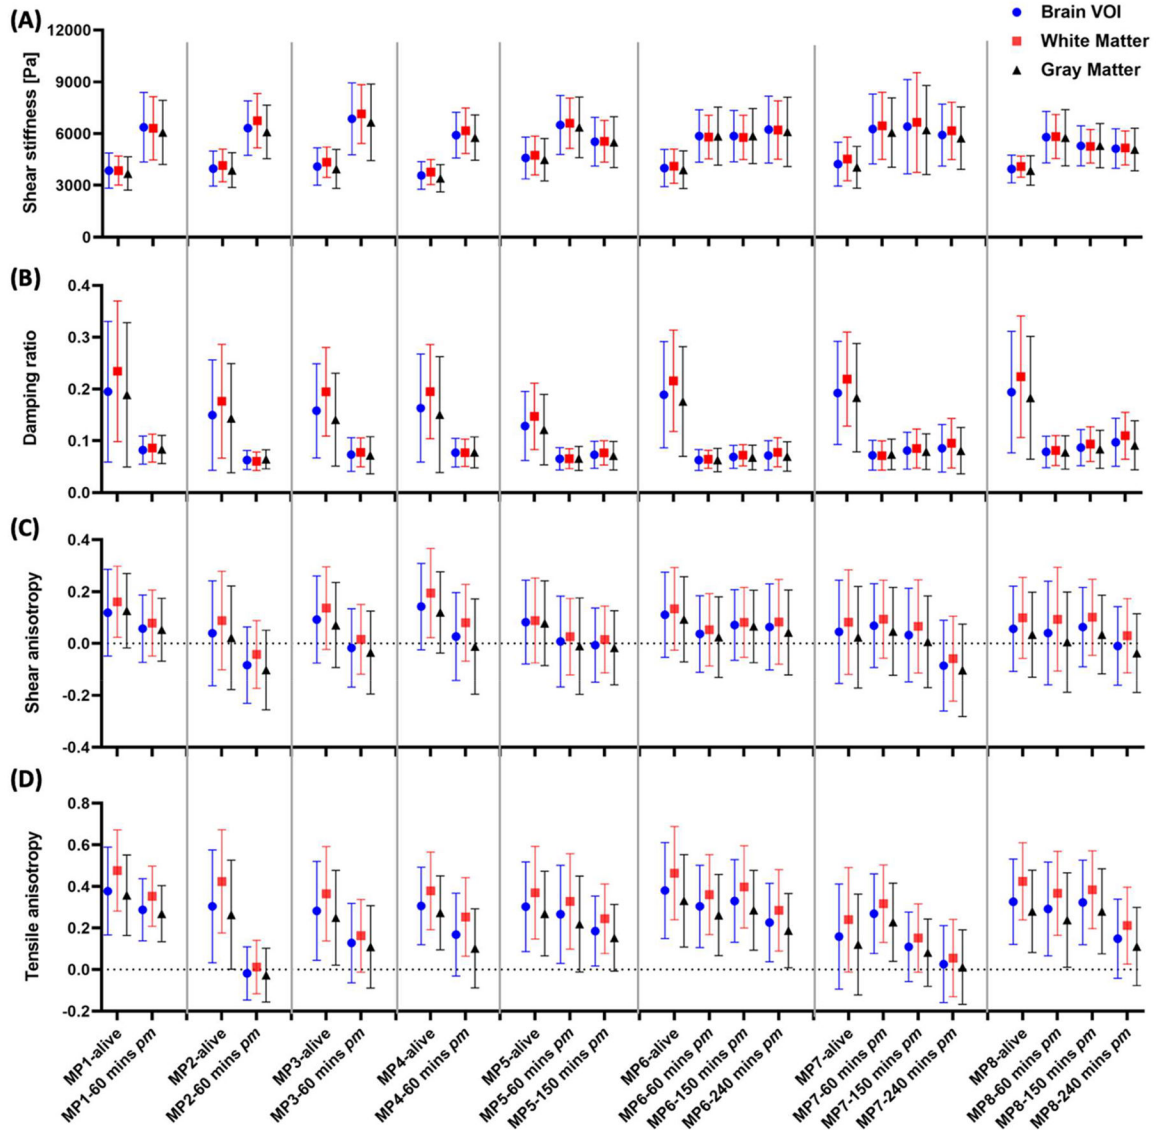 (A)
Shear stiffness [Pa]
12000
9000
6000
3000
0
Brain VOI
White Matter
Gray Matter
(B)
Damping ratio
0.4
0.3
0.2
0.1
0.0
(C)
Shear anisotropy
0.4
0.2
0.0
-0.2
-0.4
(D)
Tensile anisotropy
0.8
0.6
0.4
0.2
0.0
-0.2
MP1-alive
MP1-60 mins pm
MP2-alive
MP2-60 mins pm
MP3-alive
MP3-60 mins pm
MP4-alive
MP4-60 mins pm
MP5-alive
MP5-60 mins pm
MP5-150 mins pm
MP6-alive
MP6-60 mins pm
MP6-150 mins pm
MP6-240 mins pm
MP7-alive
MP7-60 mins pm
MP7-150 mins pm
MP7-240 mins pm
MP8-alive
MP8-60 mins pm
MP8-150 mins pm
MP8-240 mins pm